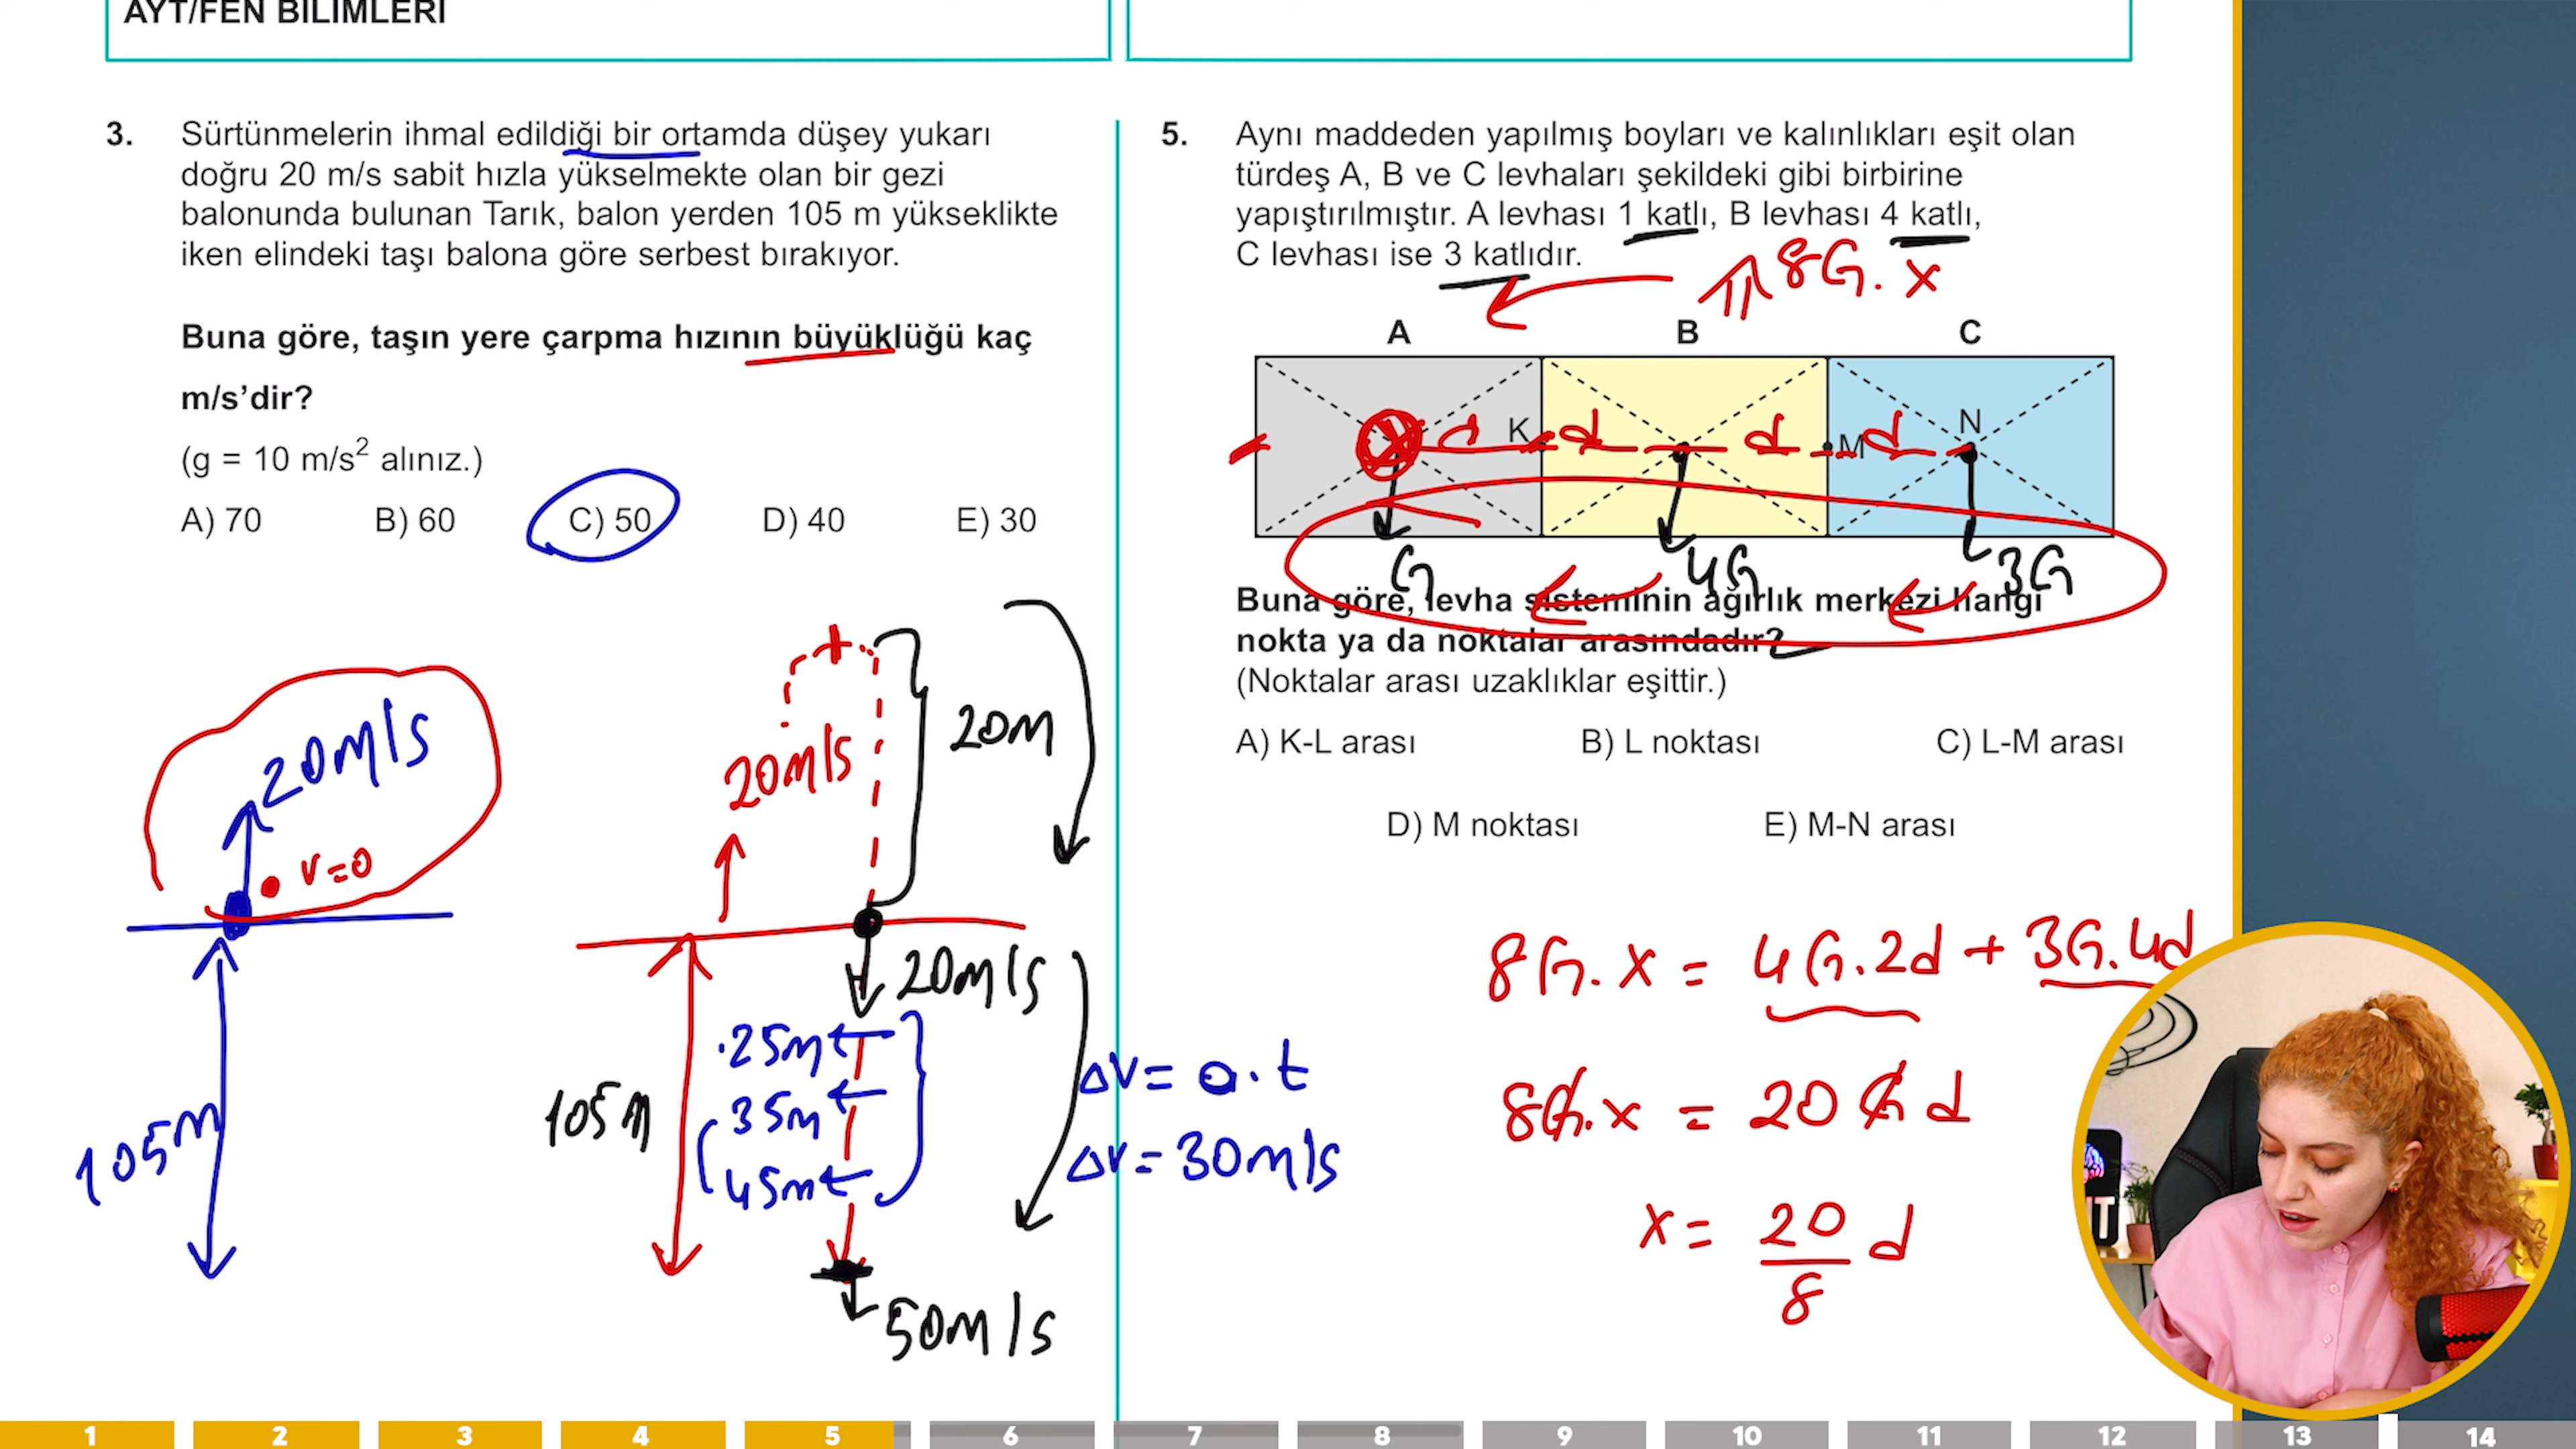 AYT/FEN BİLİMLERİ
3. Sürtünmelerin ihmal edildiği bir ortamda düşey yukarı
doğru 20 m/s sabit hızla yükselmekte olan bir gezi
balonunda bulunan Tarık, balon yerden 105 m yükseklikte
iken elindeki taşı balona göre serbest bırakıyor.
Buna göre, taşın yere çarpma hızının büyüklüğü kaç
m/s'dir?
(g = 10 m/s² alınız.)
A) 70 B) 60 C) 50 D) 40 E) 30
20m/s
v=0
105m
20m/s
20m
105m
20m/s
25m
35m
45m
50m/s
Δv= a.t
Δv= 30m/s
5. Aynı maddeden yapılmış boyları ve kalınlıkları eşit olan
türdeş A, B ve C levhaları şekildeki gibi birbirine
yapıştırılmıştır. A levhası 1 katlı, B levhası 4 katlı,
C levhası ise 3 katlıdır.
8G.x
A B C
d K d d M d N
G 4G 3G
Buna göre, levha sisteminin ağırlık merkezi hangi
nokta ya da noktalar arasındadır?
(Noktalar arası uzaklıklar eşittir.)
A) K-L arası B) L noktası C) L-M arası
D) M noktası E) M-N arası
8G.x = 4G.2d + 3G.4d
8G.x = 20Gd
x= 20/8 d
1 2 3 4 5 6 7 8 9 10 11 12 13 14